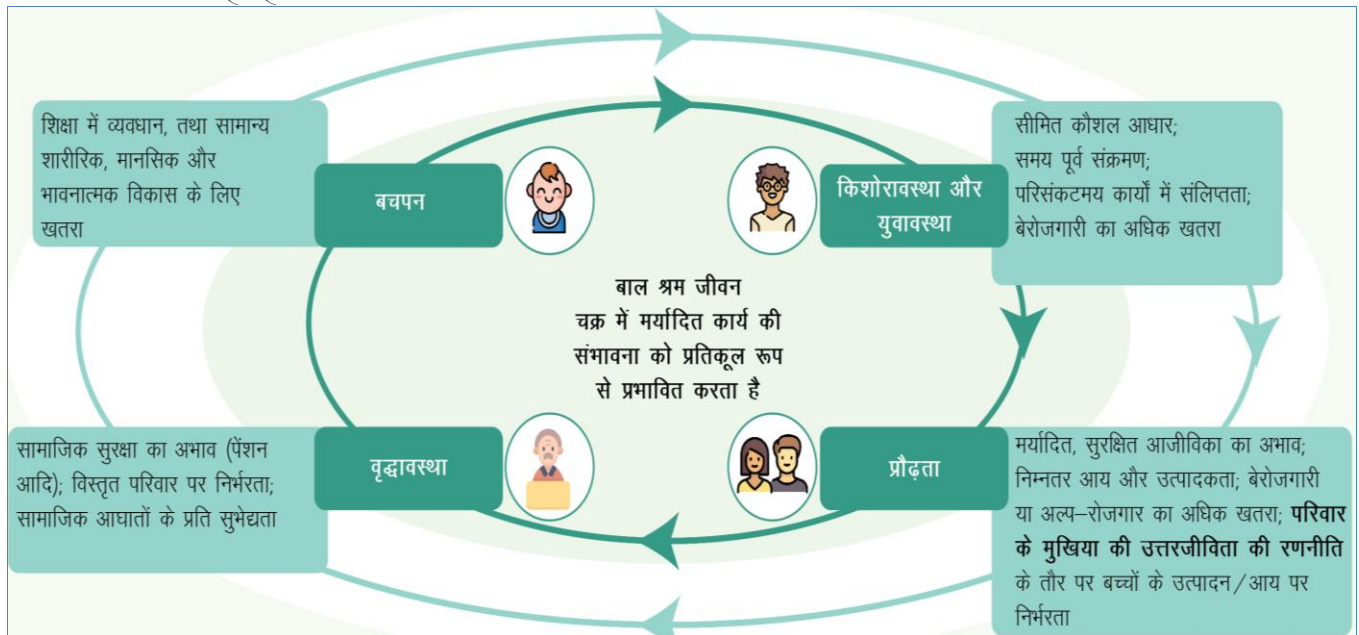 शिक्षा में व्यवधान, तथा सामान्य
शारीरिक, मानसिक और
भावनात्मक विकास के लिए
खतरा
बचपन
किशोरावस्था और
युवावस्था
सीमित कौशल आधार;
समय पूर्व संक्रमण;
परिसंकटमय कार्यों में संलिप्तता;
बेरोजगारी का अधिक खतरा
बाल श्रम जीवन
चक्र में मर्यादित कार्य की
संभावना को प्रतिकूल रूप
से प्रभावित करता है
सामाजिक सुरक्षा का अभाव (पेंशन
आदि); विस्तृत परिवार पर निर्भरता;
सामाजिक आघातों के प्रति सुभेद्यता
वृद्धावस्था
प्रौढ़ता
मर्यादित, सुरक्षित आजीविका का अभाव;
निम्नतर आय और उत्पादकता; बेरोजगारी
या अल्प–रोजगार का अधिक खतरा; परिवार
के मुखिया की उत्तरजीविता की रणनीति
के तौर पर बच्चों के उत्पादन/आय पर
निर्भरता